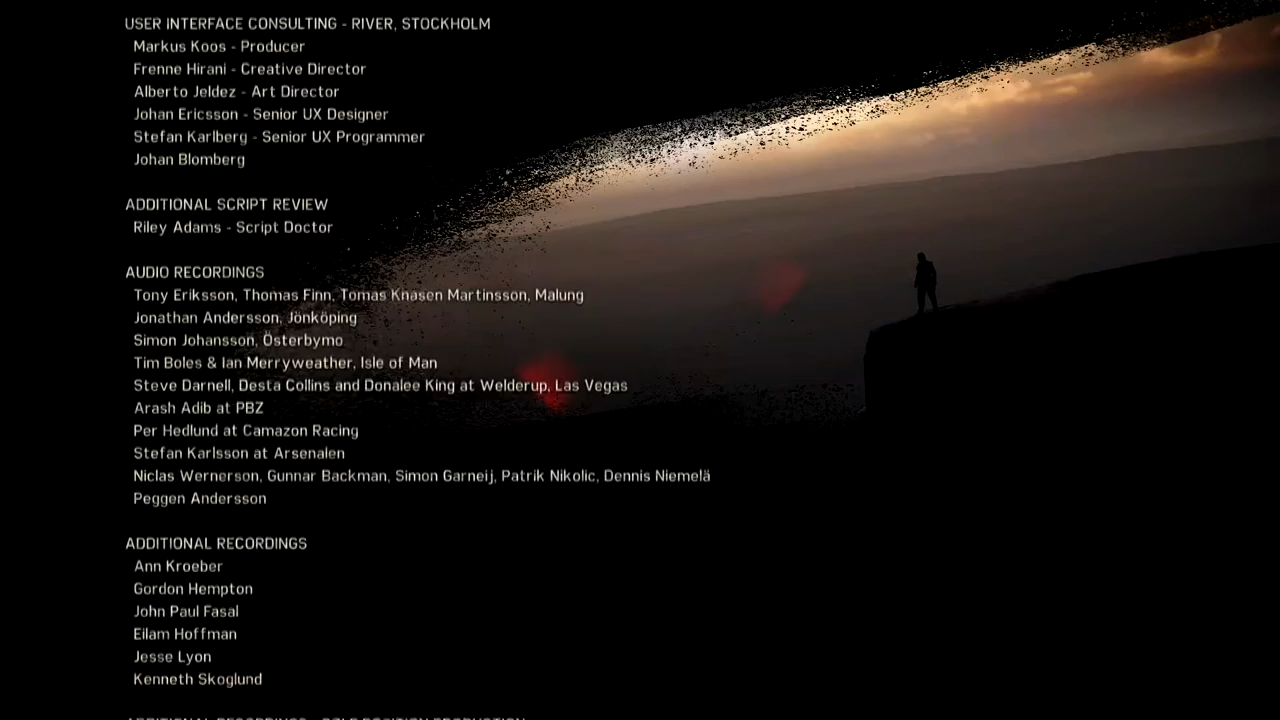 USER INTERFACE CONSULTING - RIVER, STOCKHOLM
Markus Koos - Producer
Frenne Hirani - Creative Director
Alberto Jeldez - Art Director
Johan Ericsson - Senior UX Designer
Stefan Karlberg - Senior UX Programmer
Johan Blomberg
ADDITIONAL SCRIPT REVIEW
Riley Adams - Script Doctor
AUDIO RECORDINGS
Tony Eriksson, Thomas Finn, Tomas Knasen Martinsson, Malung
Jonathan Andersson, Jönköping
Simon Johansson, Österbymo
Tim Boles & Ian Merryweather, Isle of Man
Steve Darnell, Desta Collins and Donalee King at Welderup, Las Vegas
Arash Adib at PBZ
Per Hedlund at Camazon Racing
Stefan Karlsson at Arsenalen
Niclas Wernerson, Gunnar Backman, Simon Garneij, Patrik Nikolic, Dennis Niemelä
Peggen Andersson
ADDITIONAL RECORDINGS
Ann Kroeber
Gordon Hempton
John Paul Fasal
Eilam Hoffman
Jesse Lyon
Kenneth Skoglund